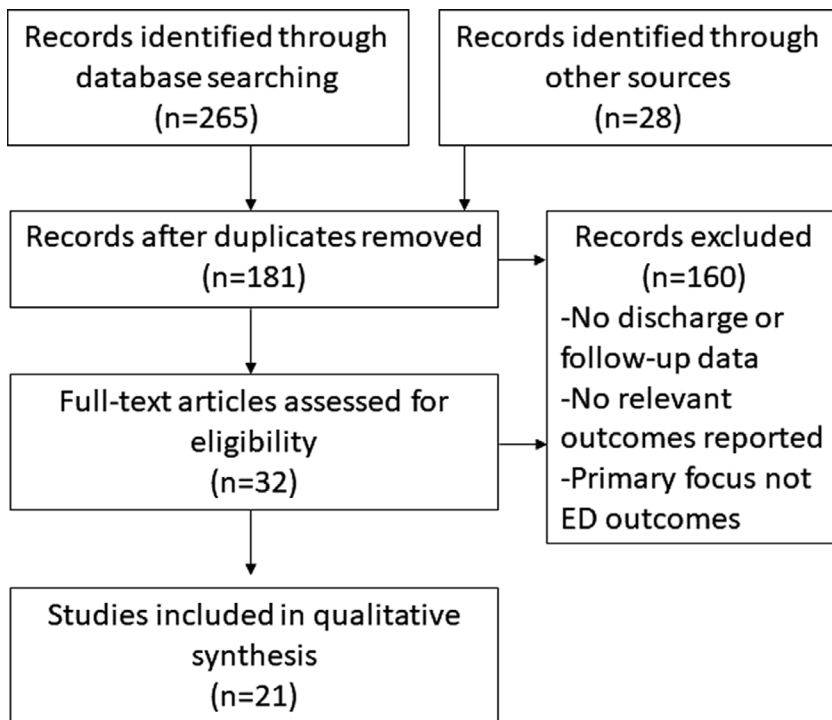 Records identified through
database searching
(n=265)
Records identified through
other sources
(n=28)
Records after duplicates removed
(n=181)
Records excluded
(n=160)
-No discharge or
follow-up data
-No relevant
outcomes reported
-Primary focus not
ED outcomes
Full-text articles assessed for
eligibility
(n=32)
Studies included in qualitative
synthesis
(n=21)